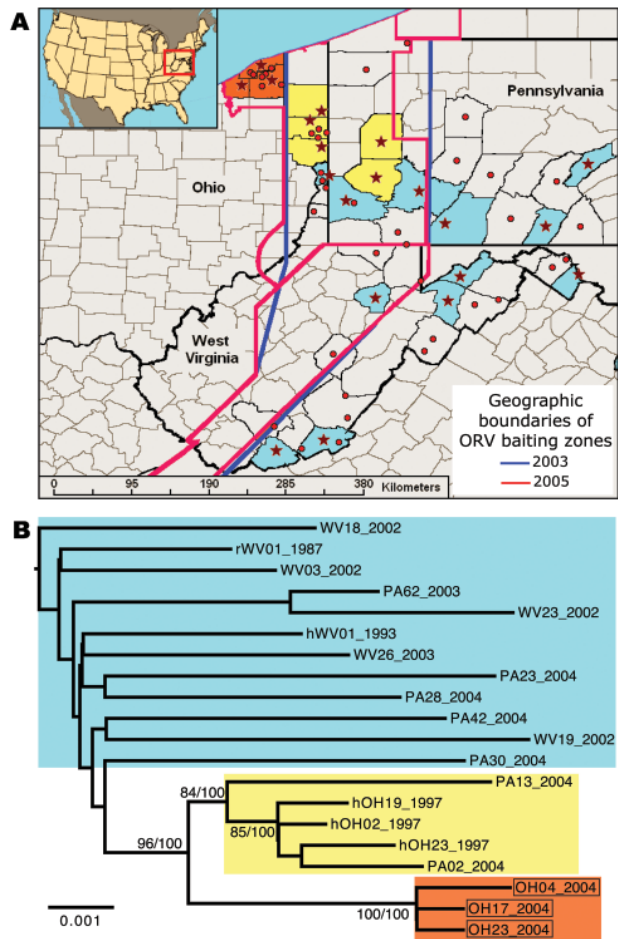 A
Pennsylvania
Ohio
West
Virginia
Geographic
boundaries of
ORV baiting zones
2003
2005
0 95 190 285 380 Kilometers
B
WV18_2002
rWV01_1987
WV03_2002
PA62_2003
WV23_2002
hWV01_1993
WV26_2003
PA23_2004
PA28_2004
PA42_2004
WV19_2002
PA30_2004
PA13_2004
84/100
hOH19_1997
hOH02_1997
85/100
hOH23_1997
96/100
PA02_2004
OH04_2004
OH17_2004
100/100
OH23_2004
0.001